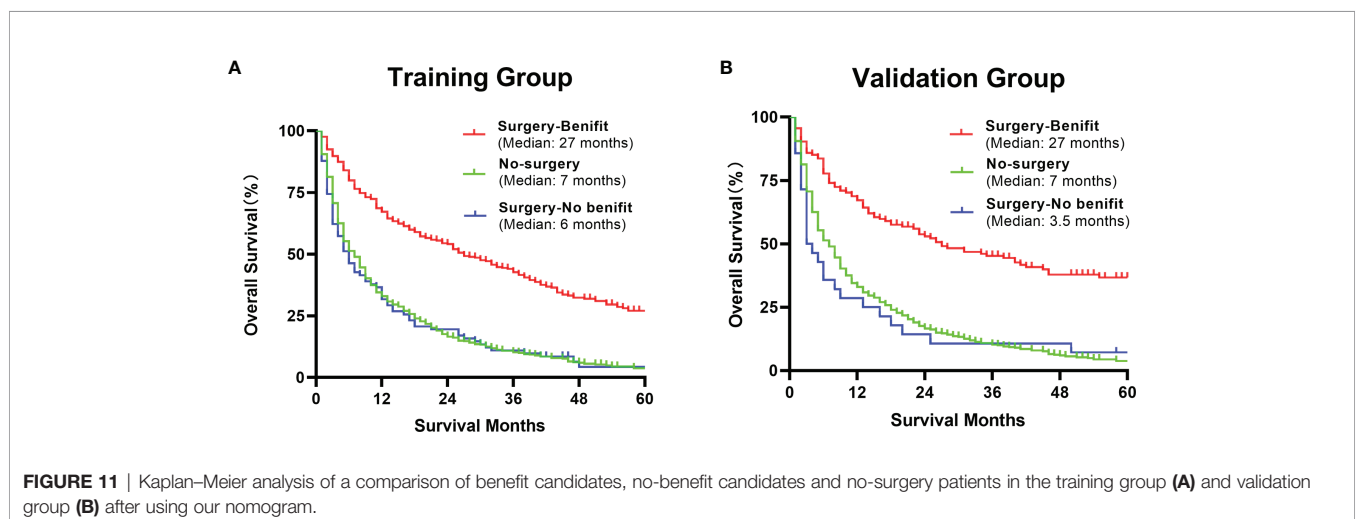 A
Training Group
100
75
50
25
0
0 12 24 36 48 60
Overall Survival(%)
Survival Months
Surgery-Benifit
(Median: 27 months)
No-surgery
(Median: 7 months)
Surgery-No benifit
(Median: 6 months)
B
Validation Group
100
75
50
25
0
0 12 24 36 48 60
Overall Survival(%)
Survival Months
Surgery-Benifit
(Median: 27 months)
No-surgery
(Median: 7 months)
Surgery-No benifit
(Median: 3.5 months)
FIGURE 11 | Kaplan–Meier analysis of a comparison of benefit candidates, no-benefit candidates and no-surgery patients in the training group (A) and validation
group (B) after using our nomogram.